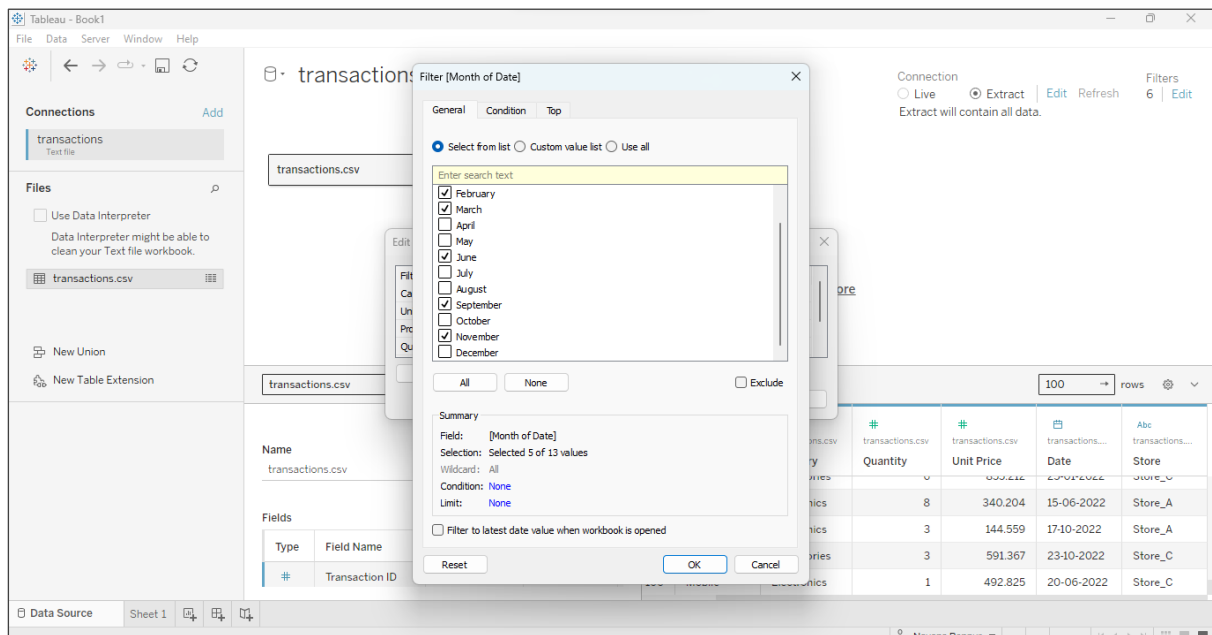 Tableau - Book1
File Data Server Window Help
Connections Add
transactions
Text file
Files
Use Data Interpreter
Data Interpreter might be able to
clean your Text file workbook.
transactions.csv
New Union
New Table Extension
transactions
Connection
Live Extract Edit Refresh
Extract will contain all data.
Filters
6 Edit
transactions.csv
Edit
Filter [Month of Date]
General Condition Top
Select from list Custom value list Use all
Enter search text
February
March
April
May
June
July
August
September
October
November
December
All None Exclude
Summary
Field: [Month of Date]
Selection: Selected 5 of 13 values
Wildcard: All
Condition: None
Limit: None
Filter to latest date value when workbook is opened
Reset OK Cancel
transactions.csv
100 rows
Name
transactions.csv
Fields
Type Field Name
# Transaction ID
# # Abc
transactions.csv transactions.csv transactions.... transactions....
Quantity Unit Price Date Store
8 340.204 15-06-2022 Store_A
3 144.559 17-10-2022 Store_A
3 591.367 23-10-2022 Store_C
1 492.825 20-06-2022 Store_C
Data Source Sheet 1